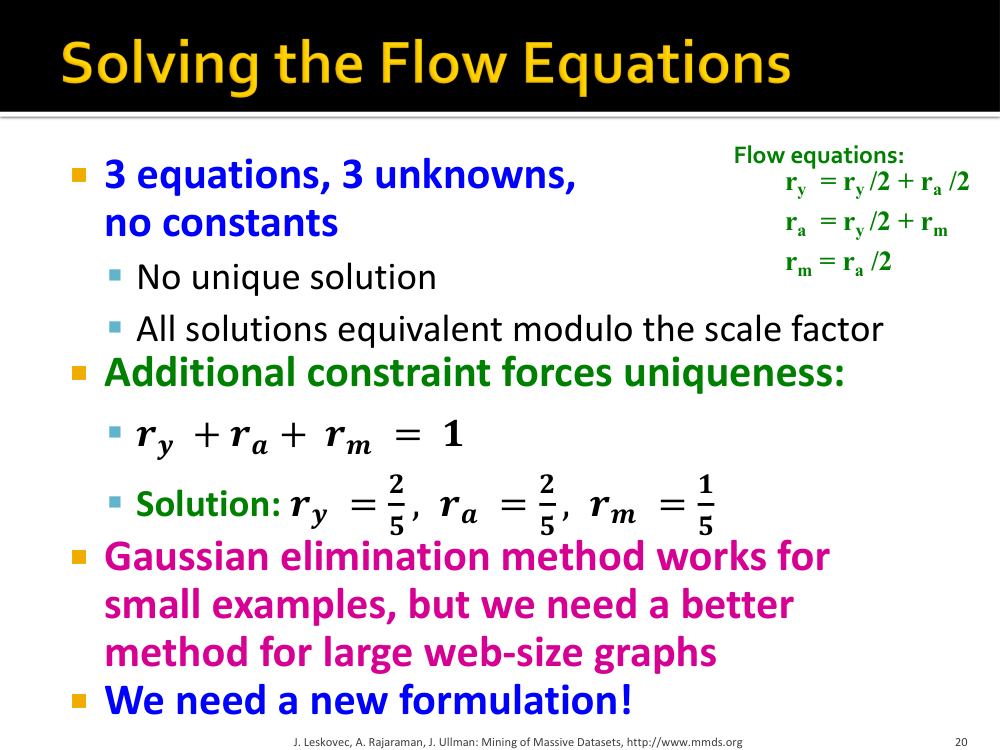 Solving the Flow Equations
3 equations, 3 unknowns,
no constants
No unique solution
All solutions equivalent modulo the scale factor
Flow equations:
r_y = r_y /2 + r_a /2
r_a = r_y /2 + r_m
r_m = r_a /2
Additional constraint forces uniqueness:
r_y + r_a + r_m = 1
Solution: r_y = 2/5, r_a = 2/5, r_m = 1/5
Gaussian elimination method works for
small examples, but we need a better
method for large web-size graphs
We need a new formulation!
J. Leskovec, A. Rajaraman, J. Ullman: Mining of Massive Datasets, http://www.mmds.org
20